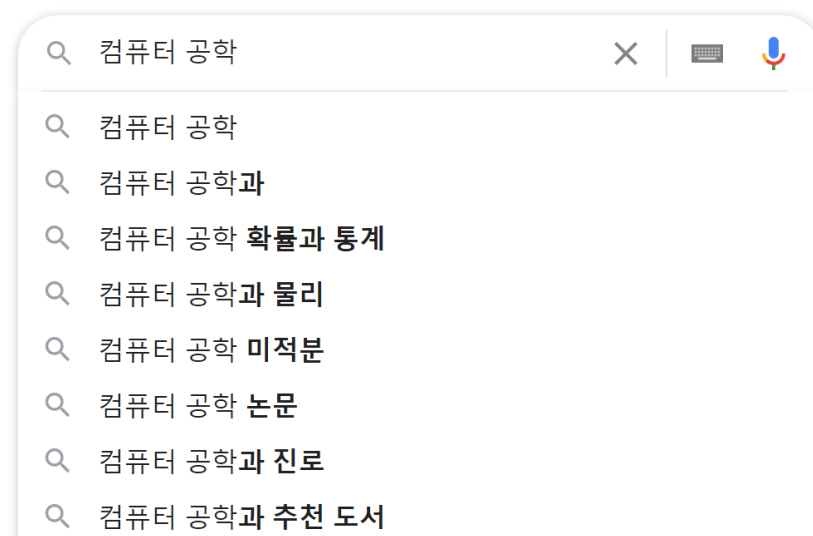 컴퓨터 공학
컴퓨터 공학
컴퓨터 공학과
컴퓨터 공학 확률과 통계
컴퓨터 공학과 물리
컴퓨터 공학 미적분
컴퓨터 공학 논문
컴퓨터 공학과 진로
컴퓨터 공학과 추천 도서